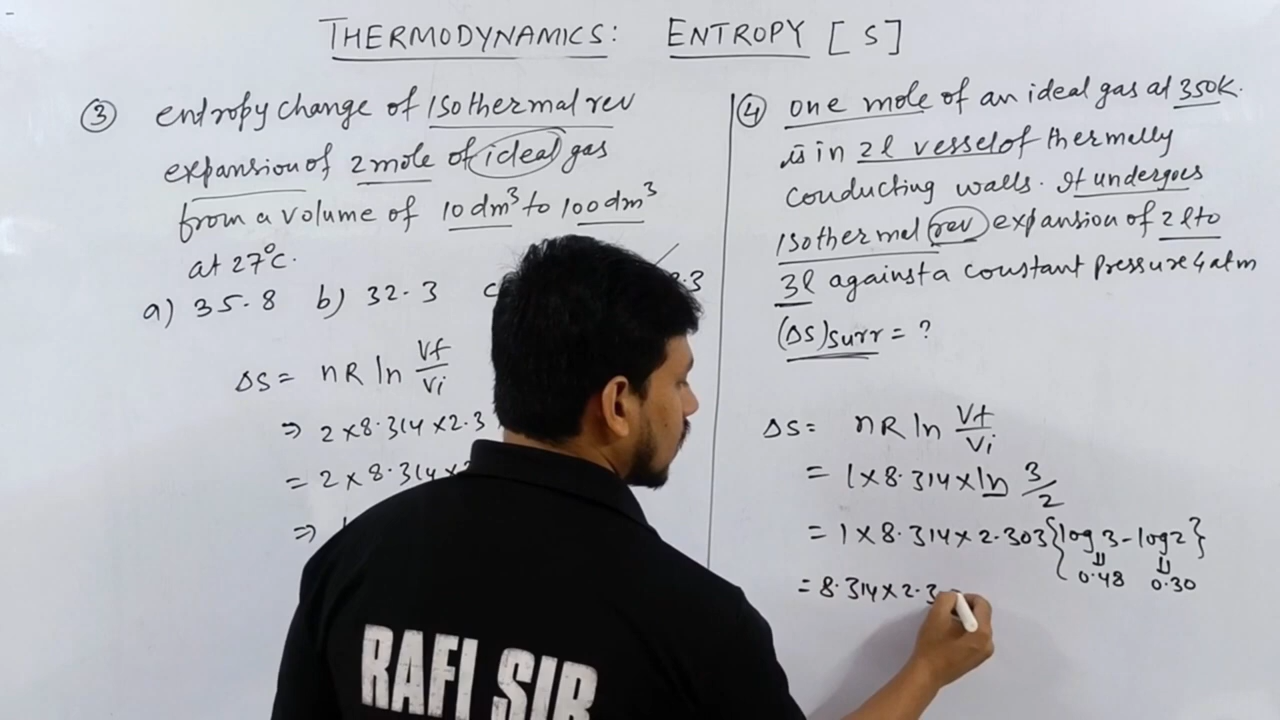 THERMODYNAMICS: ENTROPY [S]
③ entropy change of Isothermal rev
expansion of 2 mole of ideal gas
from a volume of 10 dm³ to 100 dm³
at 27°C.
a) 35.8 b) 32.3 c .3
ΔS = nR ln Vf/Vi
⇒ 2×8.314×2.3
= 2×8.314×
⇒
④ one mole of an ideal gas at 350K.
is in 2l vessel of thermally
conducting walls. It undergoes
Isothermal rev expansion of 2l to
3l against a constant pressure 4 atm
(ΔS)surr = ?
ΔS = nR ln Vf/Vi
= 1×8.314×ln 3/2
= 1×8.314×2.303{log 3 - log 2}
0.48 0.30
= 8.314×2.3
RAFI SIR